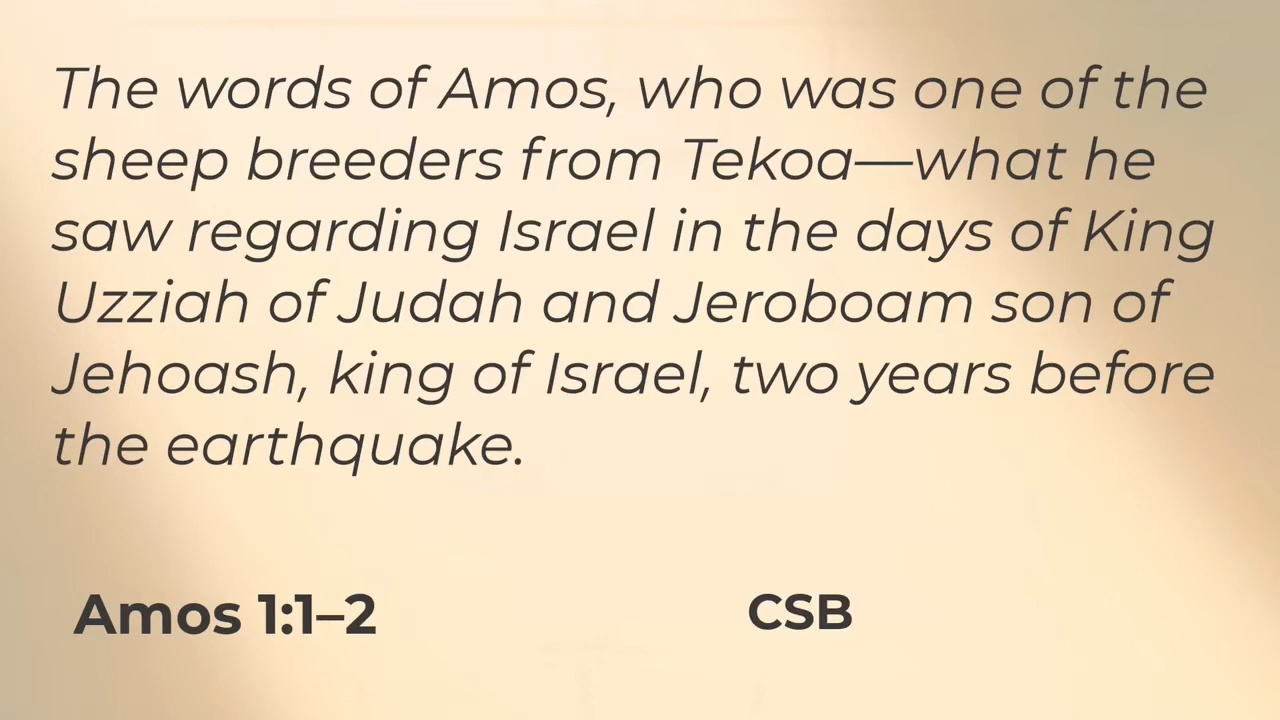 The words of Amos, who was one of the
sheep breeders from Tekoa—what he
saw regarding Israel in the days of King
Uzziah of Judah and Jeroboam son of
Jehoash, king of Israel, two years before
the earthquake.
Amos 1:1–2
CSB